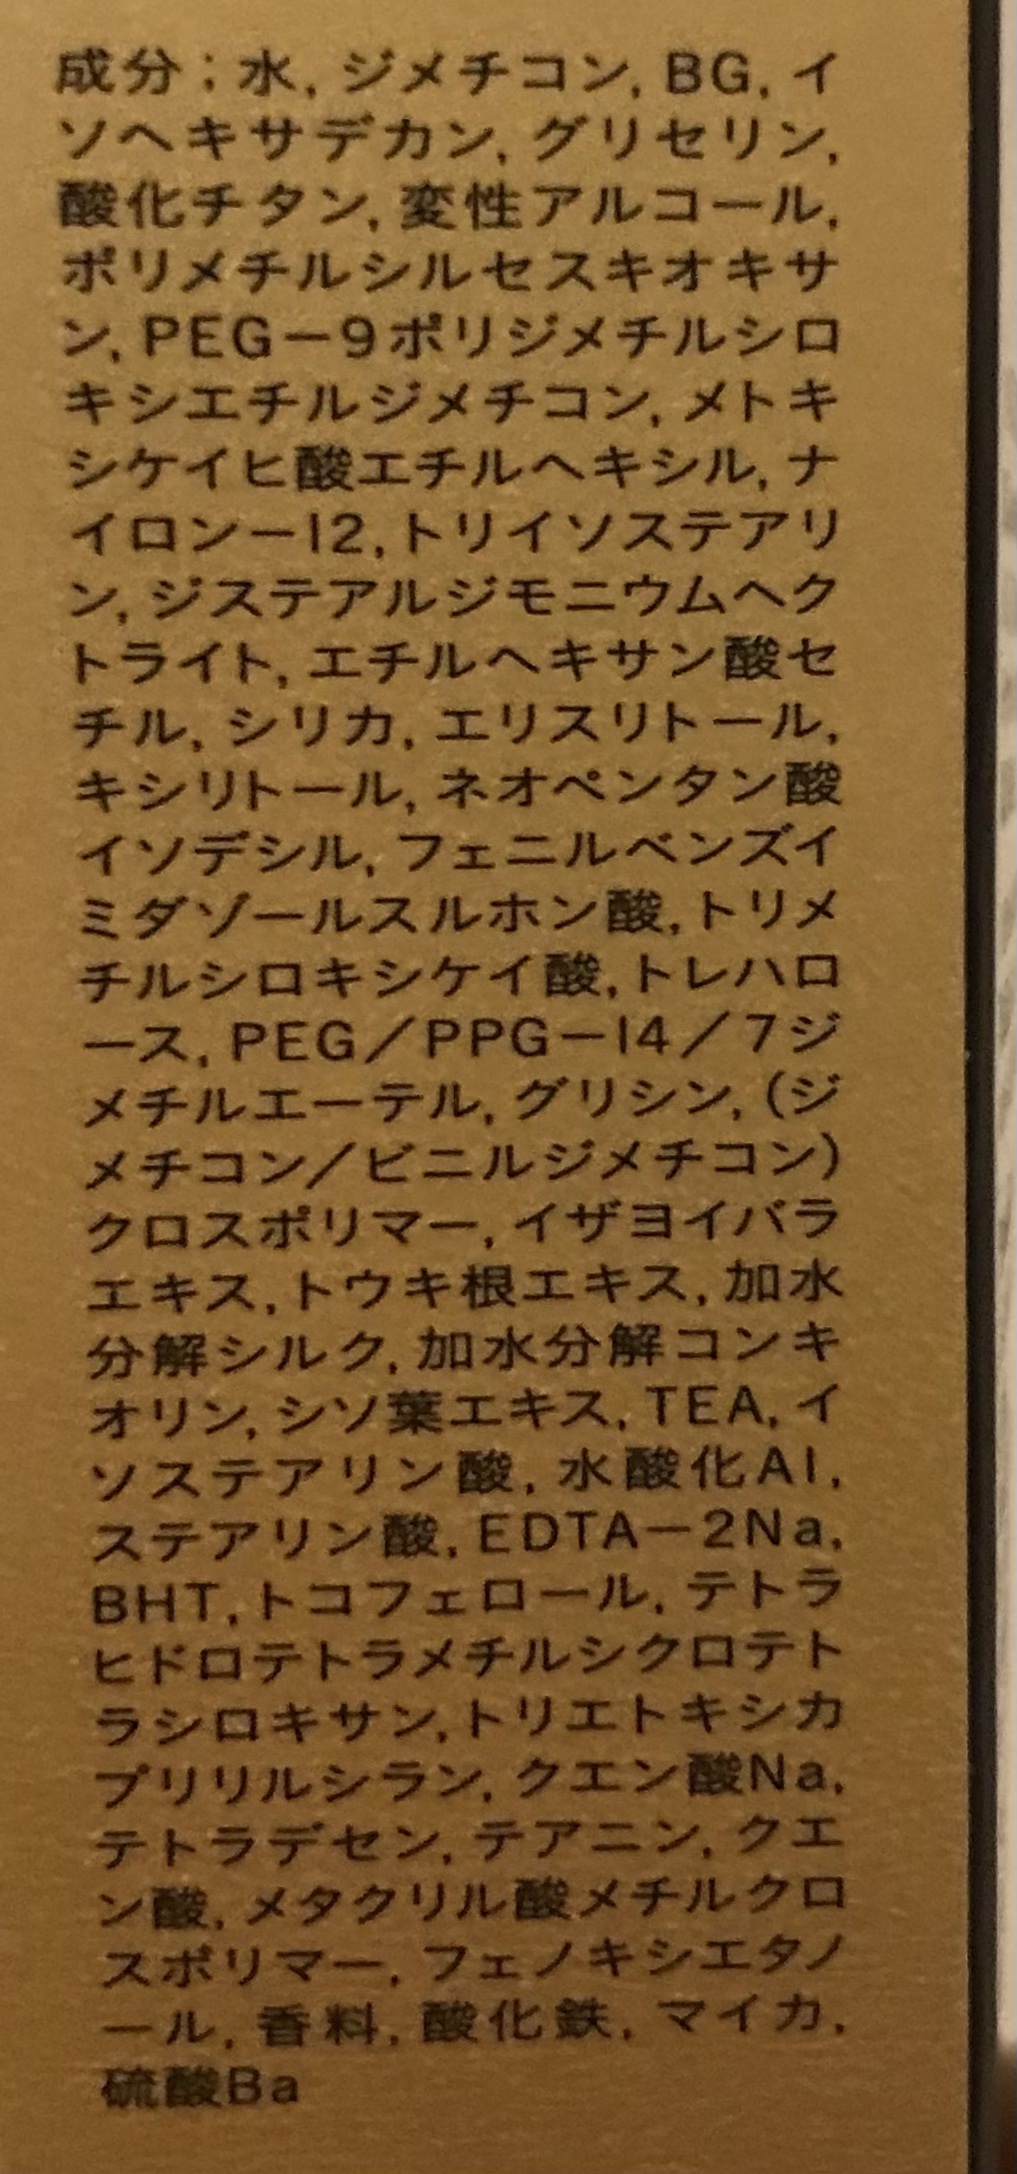 成分：水, ジメチコン, BG, イ
ソヘキサデカン, グリセリン,
酸化チタン, 変性アルコール,
ポリメチルシルセスキオキサ
ン, PEG－9ポリジメチルシロ
キシエチルジメチコン, メトキ
シケイヒ酸エチルヘキシル, ナ
イロン－12, トリイソステアリ
ン, ジステアルジモニウムヘク
トライト, エチルヘキサン酸セ
チル, シリカ, エリスリトール,
キシリトール, ネオペンタン酸
イソデシル, フェニルベンズイ
ミダゾールスルホン酸, トリメ
チルシロキシケイ酸, トレハロ
ース, PEG／PPG－14／7ジ
メチルエーテル, グリシン, (ジ
メチコン/ビニルジメチコン)
クロスポリマー, イザヨイバラ
エキス, トウキ根エキス, 加水
分解シルク, 加水分解コンキ
オリン, シソ葉エキス, TEA, イ
ソステアリン酸, 水酸化Al,
ステアリン酸, EDTA－2Na,
BHT, トコフェロール, テトラ
ヒドロテトラメチルシクロテト
ラシロキサン, トリエトキシカ
プリリルシラン, クエン酸Na,
テトラデセン, テアニン, クエ
ン酸, メタクリル酸メチルクロ
スポリマー, フェノキシエタノ
ール, 香料, 酸化鉄, マイカ,
硫酸Ba